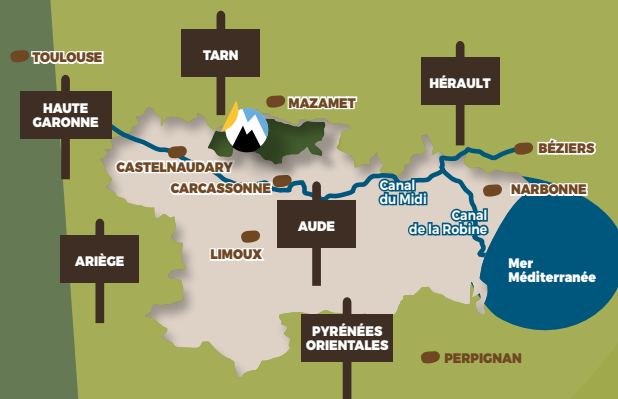 TOULOUSE
TARN
HÉRAULT
MAZAMET
HAUTE
GARONNE
BÉZIERS
CASTELNAUDARY
CARCASSONNE
Canal
du Midi
NARBONNE
AUDE
Canal
de la Robine
LIMOUX
ARIÈGE
Mer
Méditerranée
PYRÉNÉES
ORIENTALES
PERPIGNAN